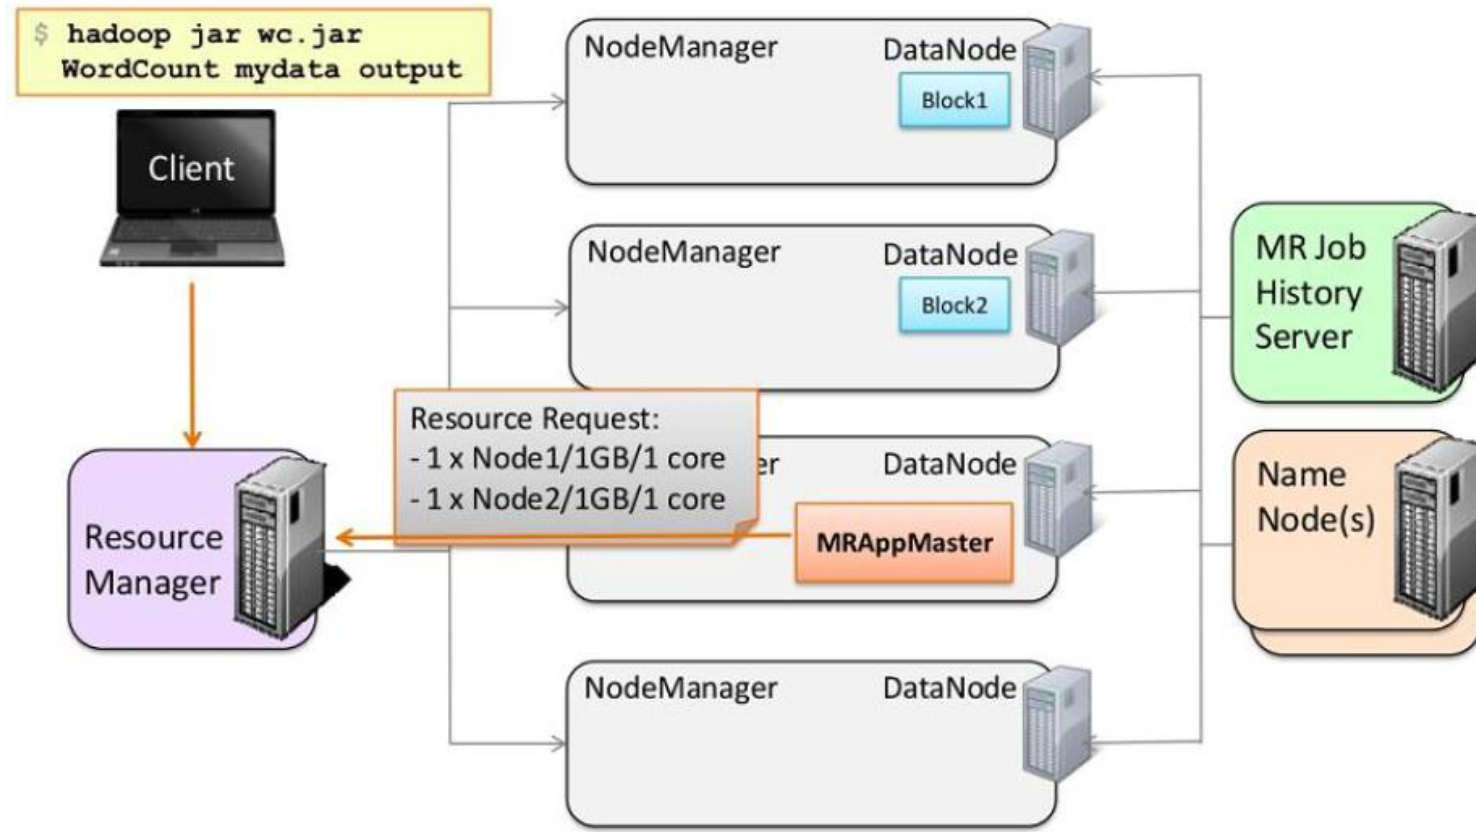 $ hadoop jar wc.jar
WordCount mydata output
Client
NodeManager
DataNode
Block1
NodeManager
DataNode
Block2
MR Job
History
Server
Resource Request:
- 1 x Node1/1GB/1 core
- 1 x Node2/1GB/1 core
er
DataNode
MRAppMaster
Resource
Manager
Name
Node(s)
NodeManager
DataNode